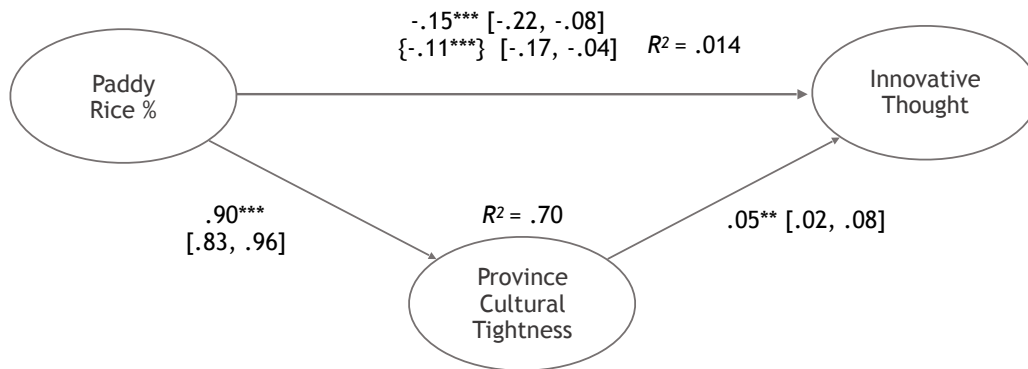 -.15*** [-.22, -.08]
{-.11***} [-.17, -.04] R² = .014
Paddy
Rice %
Innovative
Thought
.90***
[.83, .96]
R² = .70
.05** [.02, .08]
Province
Cultural
Tightness